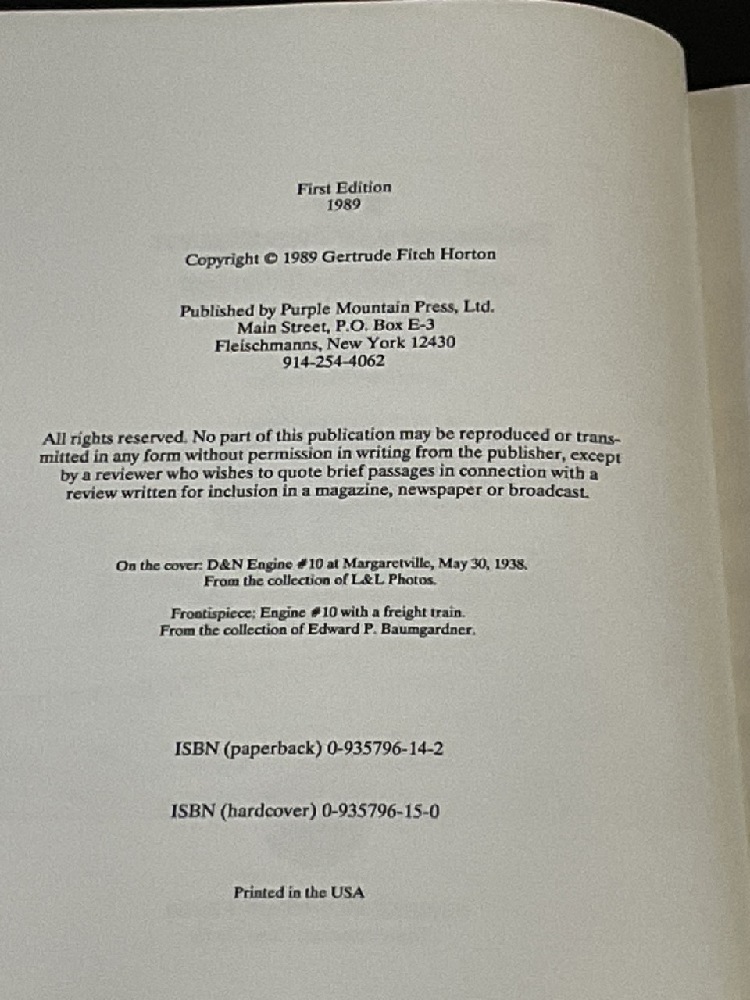 First Edition
1989
Copyright © 1989 Gertrude Fitch Horton
Published by Purple Mountain Press, Ltd.
Main Street, P.O. Box E-3
Fleischmanns, New York 12430
914-254-4062
All rights reserved. No part of this publication may be reproduced or trans-
mitted in any form without permission in writing from the publisher, except
by a reviewer who wishes to quote brief passages in connection with a
review written for inclusion in a magazine, newspaper or broadcast.
On the cover: D&N Engine #10 at Margaretville, May 30, 1938.
From the collection of L&L Photos.
Frontispiece: Engine #10 with a freight train.
From the collection of Edward P. Baumgardner.
ISBN (paperback) 0-935796-14-2
ISBN (hardcover) 0-935796-15-0
Printed in the USA